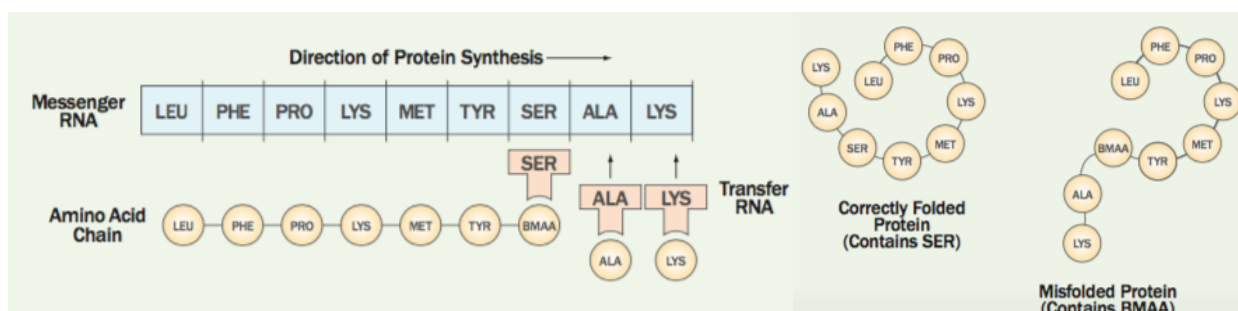 Direction of Protein Synthesis
Messenger
RNA
LEU PHE PRO LYS MET TYR SER ALA LYS
SER
ALA LYS
Transfer
RNA
Amino Acid
Chain
LEU PHE PRO LYS MET TYR BMAA
ALA LYS
PHE
PRO
LYS
LEU
LYS
ALA
SER
TYR
MET
Correctly Folded
Protein
(Contains SER)
PHE
PRO
LEU
LYS
MET
BMAA
TYR
ALA
LYS
Misfolded Protein
(Contains BMAA)